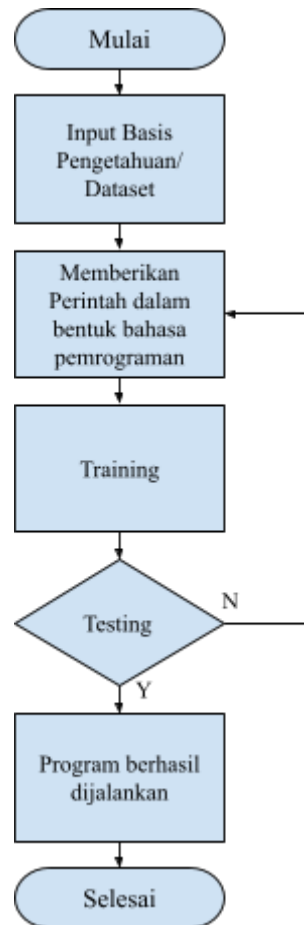 Mulai
Input Basis
Pengetahuan/
Dataset
Memberikan
Perintah dalam
bentuk bahasa
pemrograman
Training
Testing
N
Y
Program berhasil
dijalankan
Selesai